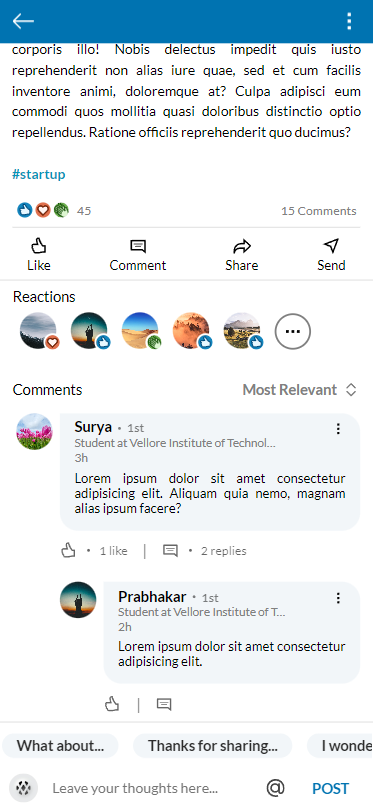 corporis illo! Nobis delectus impedit quis iusto
reprehenderit non alias iure quae, sed et cum facilis
inventore animi, doloremque at? Culpa adipisci eum
commodi quos mollitia quasi doloribus distinctio optio
repellendus. Ratione officiis reprehenderit quo ducimus?
#startup
45 15 Comments
Like Comment Share Send
Reactions
Comments Most Relevant
Surya • 1st
Student at Vellore Institute of Technol...
3h
Lorem ipsum dolor sit amet consectetur
adipisicing elit. Aliquam quia nemo, magnam
alias ipsum facere?
• 1 like | • 2 replies
Prabhakar • 1st
Student at Vellore Institute of T...
2h
Lorem ipsum dolor sit amet consectetur
adipisicing elit.
|
What about... Thanks for sharing... I wonde
Leave your thoughts here... @ POST